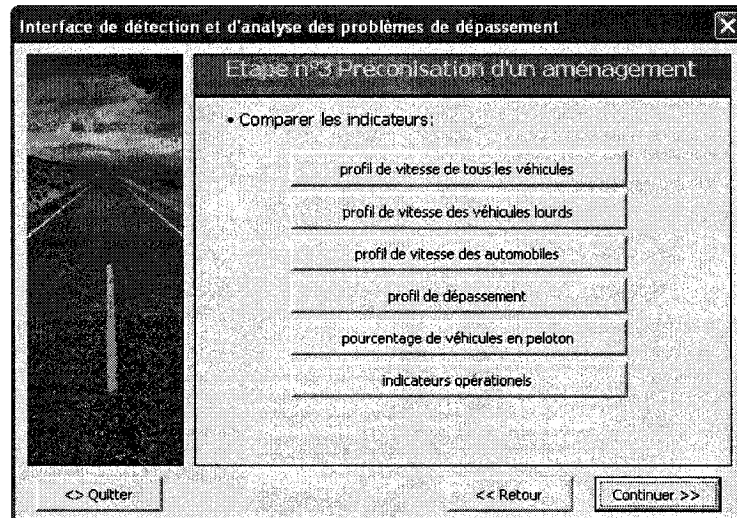 Interface de détection et d'analyse des problèmes de dépassement
Etape n°3 Préconisation d'un aménagement
• Comparer les indicateurs:
profil de vitesse de tous les véhicules
profil de vitesse des véhicules lourds
profil de vitesse des automobiles
profil de dépassement
pourcentage de véhicules en peloton
indicateurs opérationels
<> Quitter
<< Retour
Continuer >>